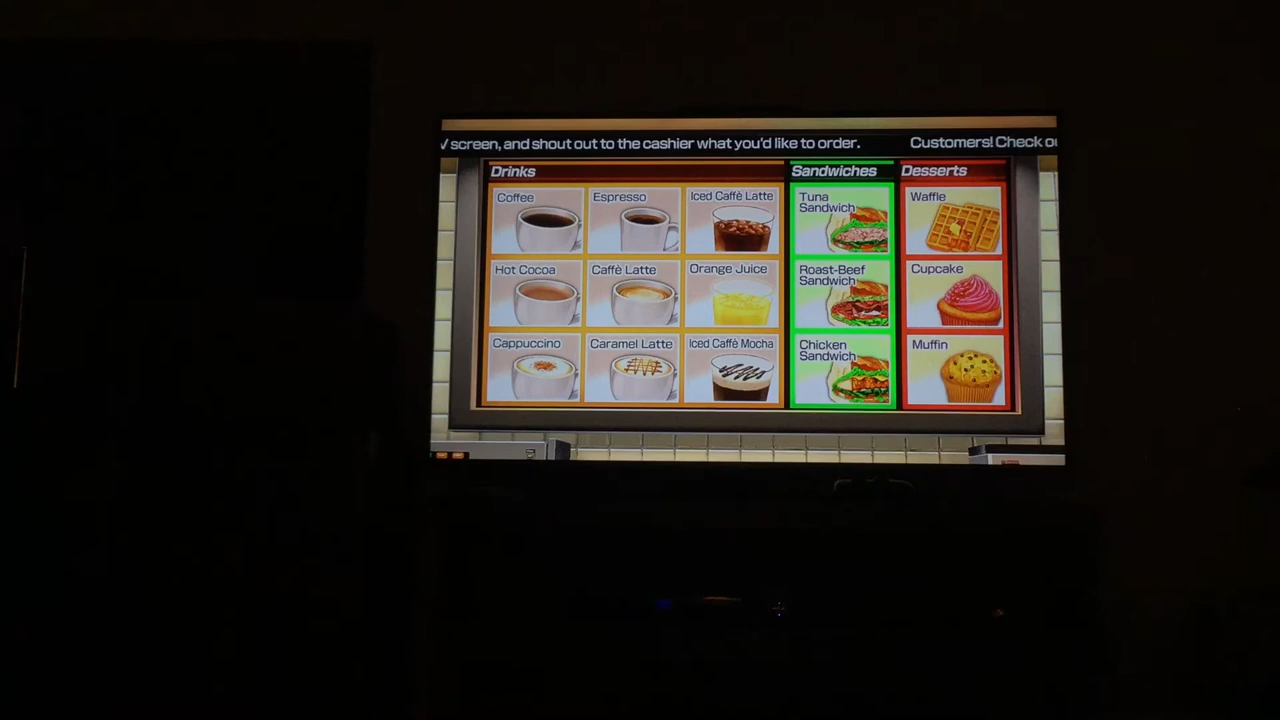 screen, and shout out to the cashier what you'd like to order. Customers! Check
Drinks
Sandwiches
Desserts
Coffee
Espresso
Iced Caffè Latte
Tuna
Sandwich
Waffle
Hot Cocoa
Caffè Latte
Orange Juice
Roast-Beef
Sandwich
Cupcake
Cappuccino
Caramel Latte
Iced Caffè Mocha
Chicken
Sandwich
Muffin